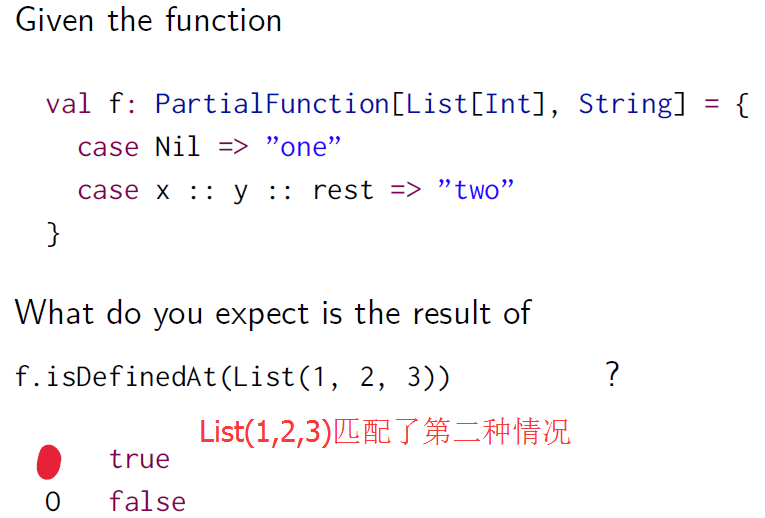 Given the function
val f: PartialFunction[List[Int], String] = {
case Nil => ”one”
case x :: y :: rest => ”two”
}
What do you expect is the result of
f.isDefinedAt(List(1, 2, 3)) ?
List(1,2,3)匹配了第二种情况
true
O false